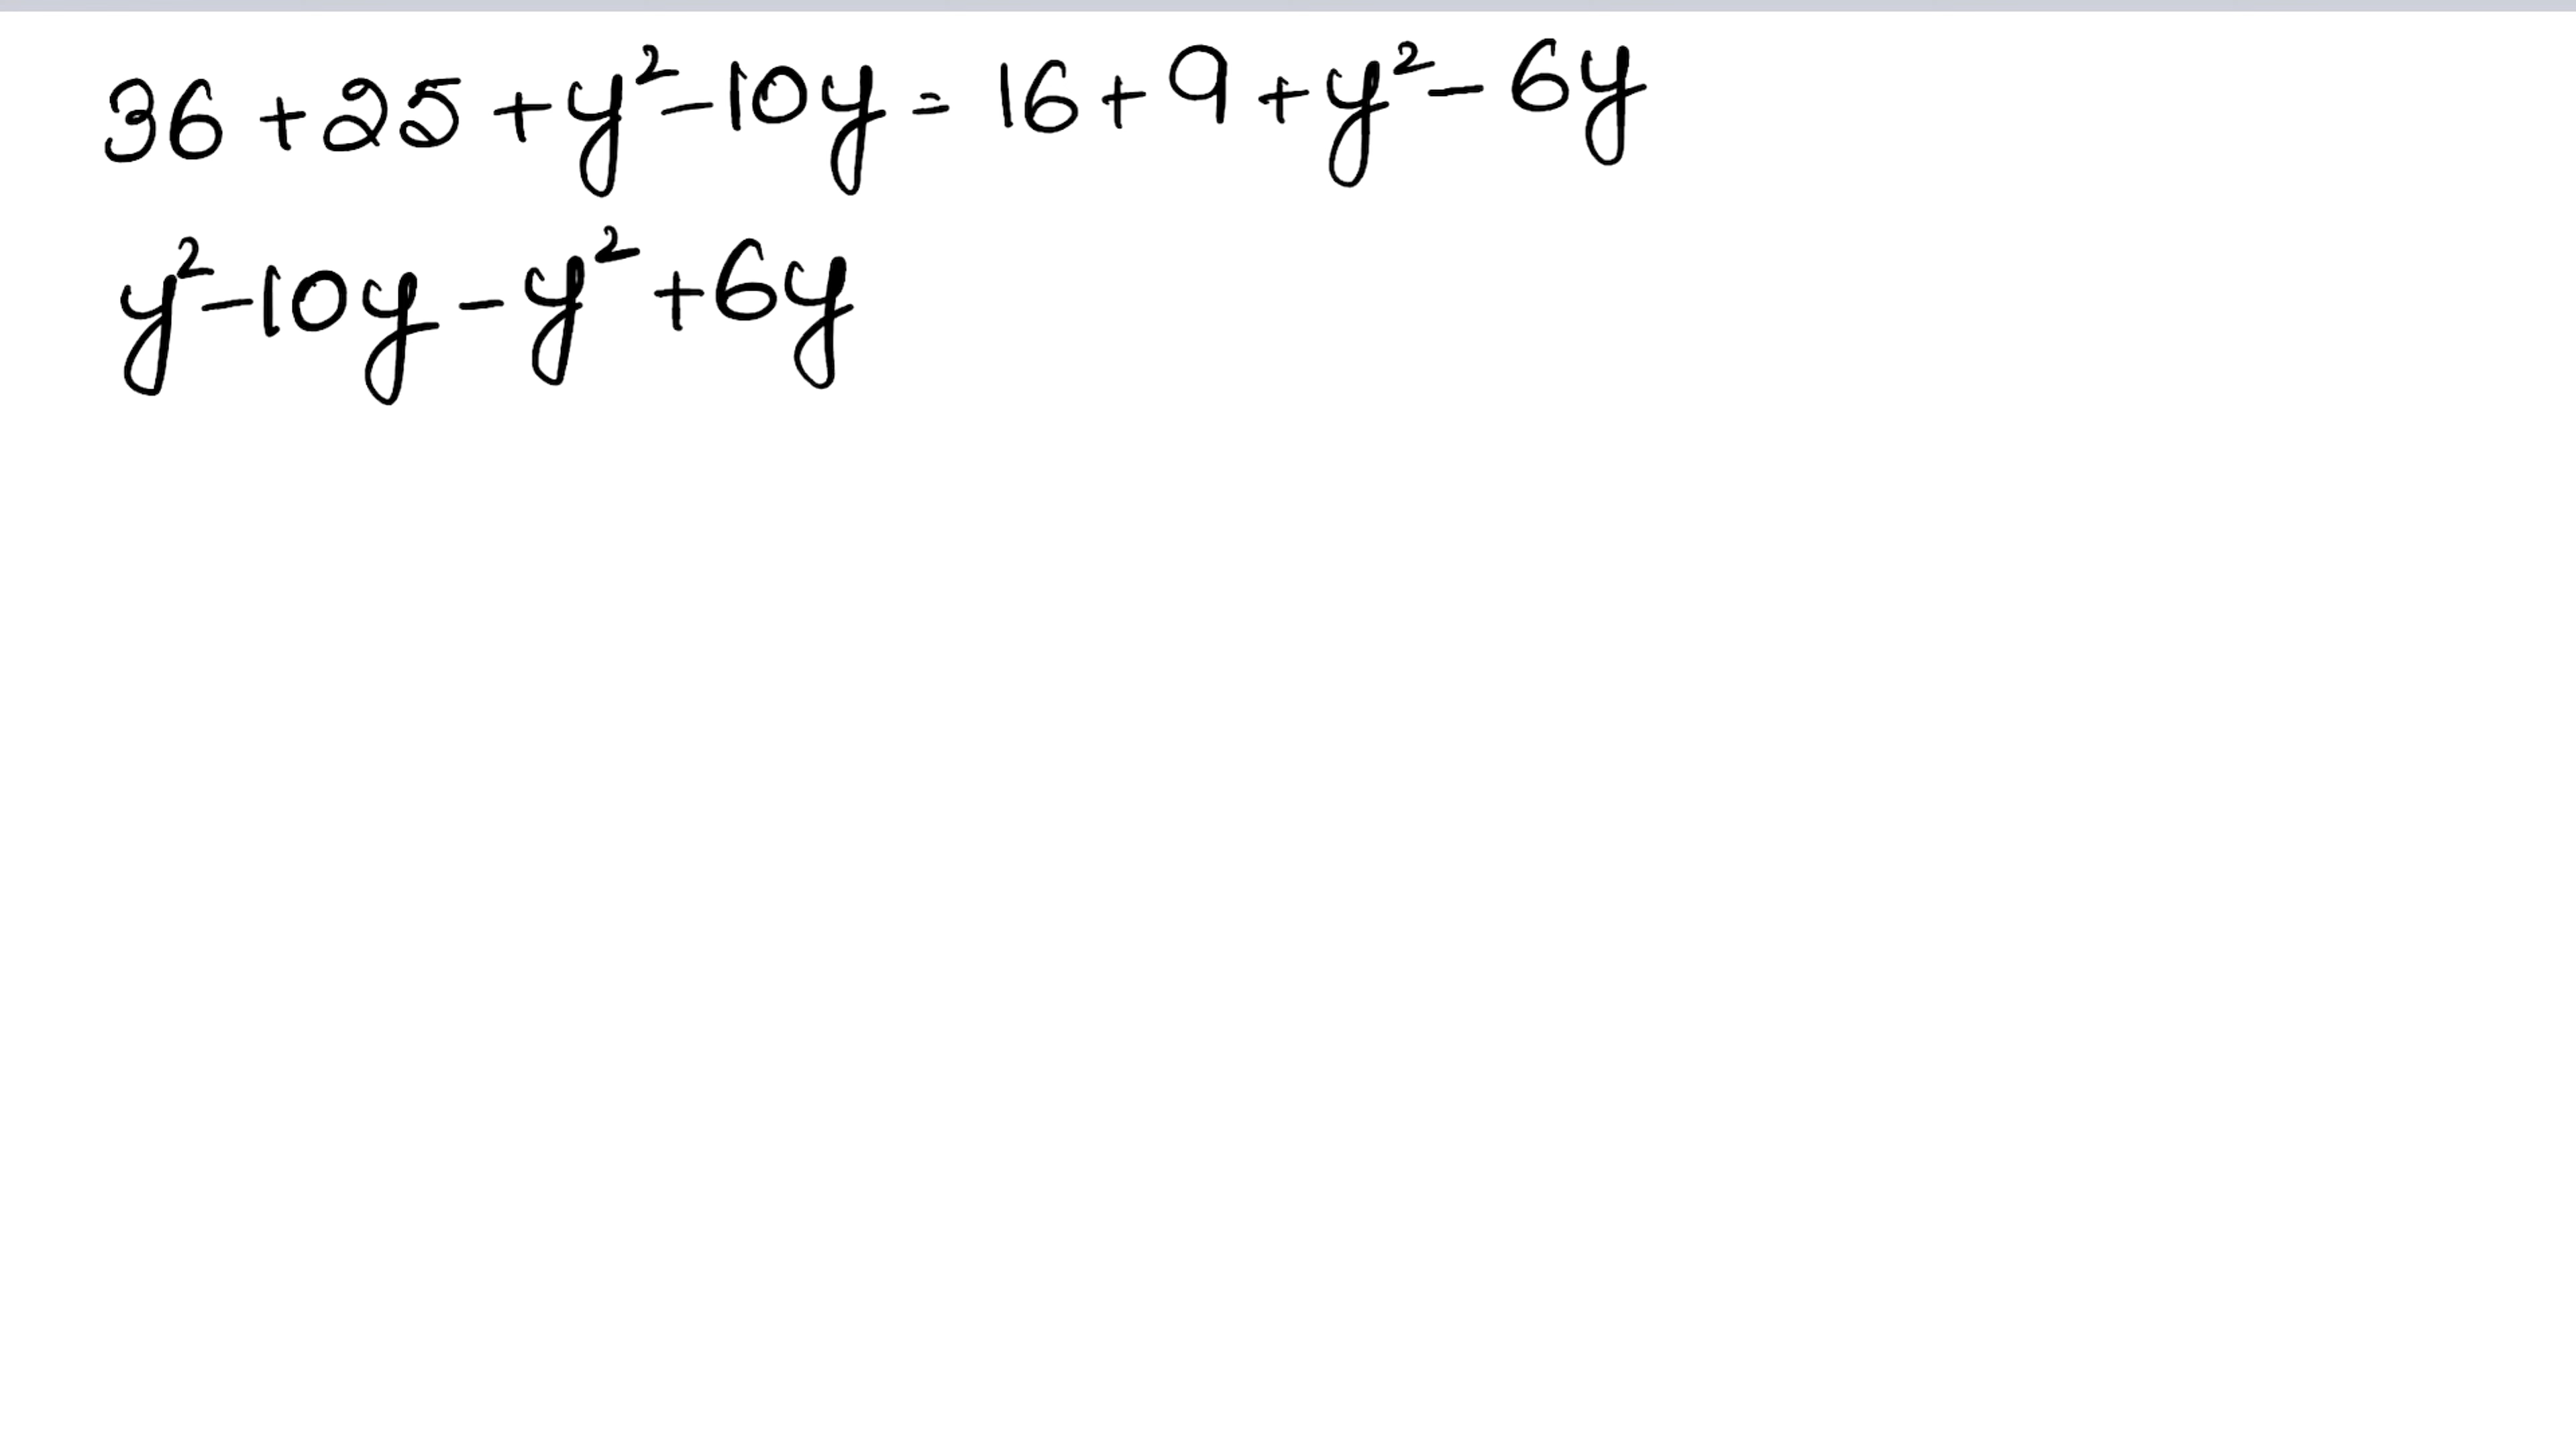 36 + 25 + y² - 10y = 16 + 9 + y² - 6y
y² - 10y - y² + 6y